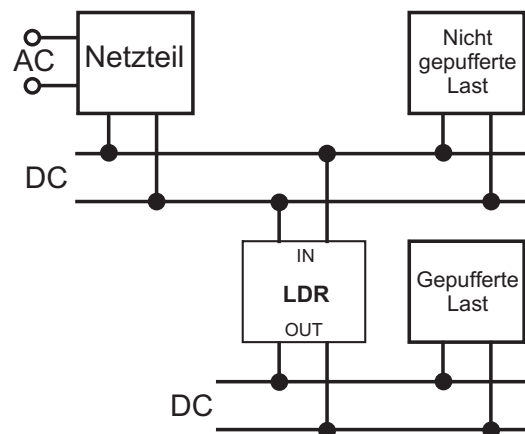 AC
Netzteil
Nicht
gepufferte
Last
DC
IN
LDR
OUT
Gepufferte
Last
DC